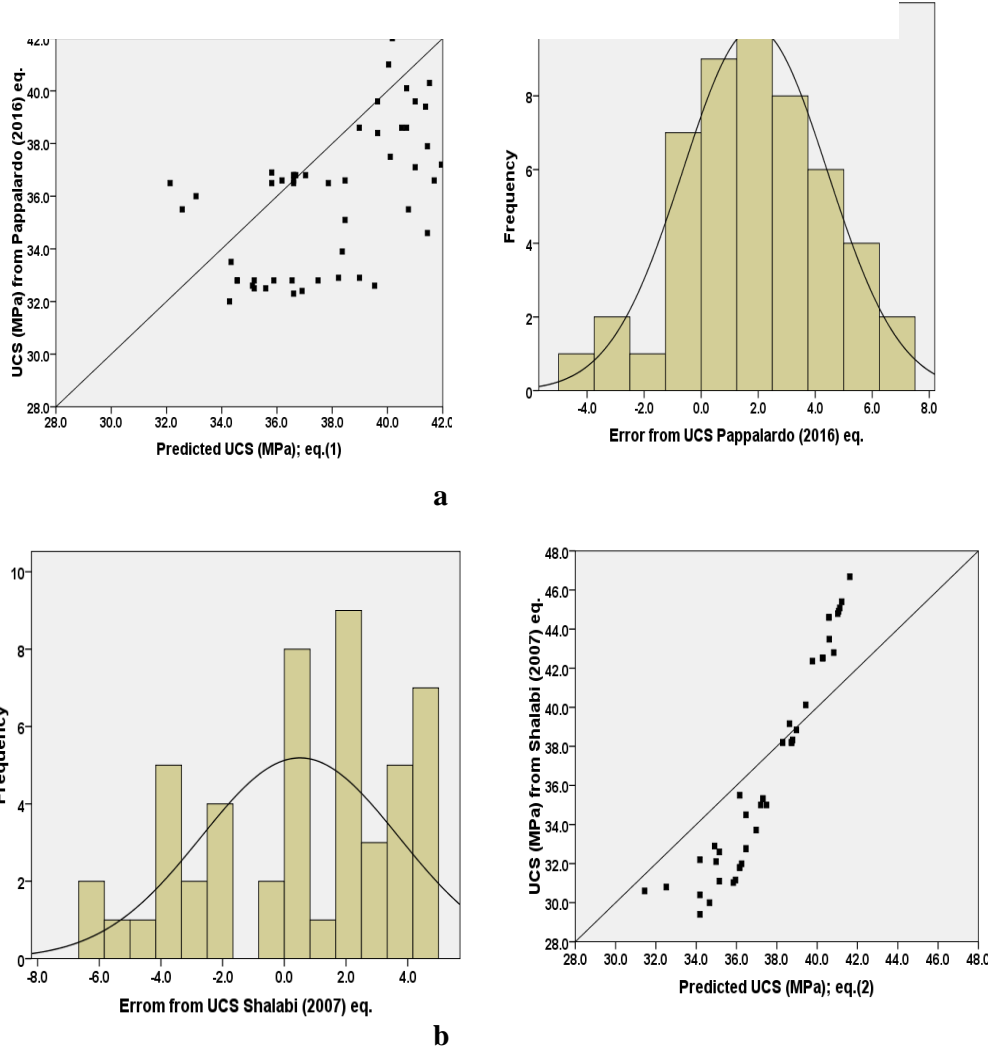 42.0
40.0
38.0
36.0
34.0
32.0
30.0
28.0
UCS (MPa) from Pappalardo (2016) eq.
28.0 30.0 32.0 34.0 36.0 38.0 40.0 42.0
Predicted UCS (MPa); eq.(1)
8
6
4
2
0
Frequency
-4.0 -2.0 0.0 2.0 4.0 6.0 8.0
Error from UCS Pappalardo (2016) eq.
a
10
8
6
4
2
0
Frequency
-8.0 -6.0 -4.0 -2.0 0.0 2.0 4.0
Errom from UCS Shalabi (2007) eq.
48.0
46.0
44.0
42.0
40.0
38.0
36.0
34.0
32.0
30.0
28.0
UCS (MPa) from Shalabi (2007) eq.
28.0 30.0 32.0 34.0 36.0 38.0 40.0 42.0 44.0 46.0 48.0
Predicted UCS (MPa); eq.(2)
b